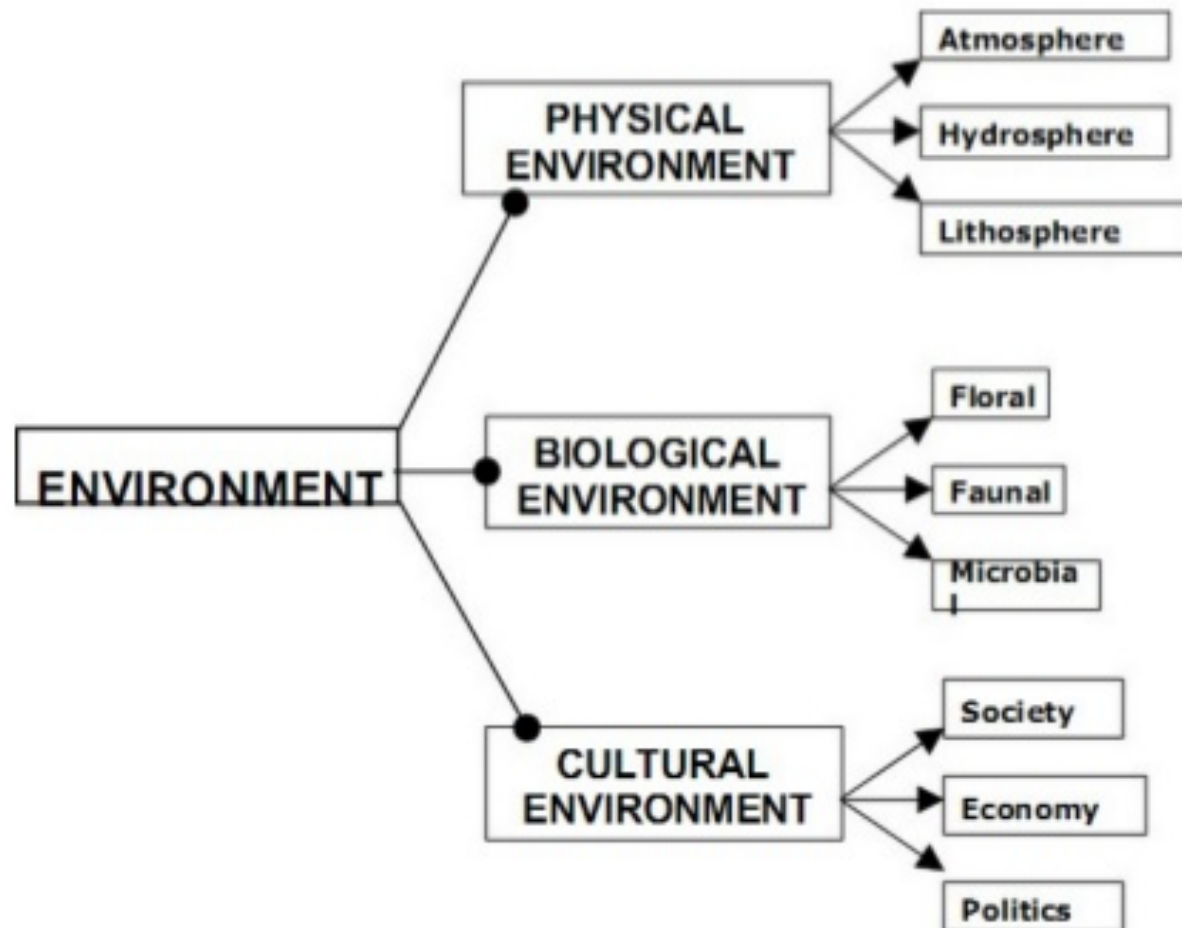 Atmosphere
PHYSICAL
ENVIRONMENT
Hydrosphere
Lithosphere
Floral
BIOLOGICAL
ENVIRONMENT
ENVIRONMENT
Faunal
Microbia
l
Society
CULTURAL
ENVIRONMENT
Economy
Politics